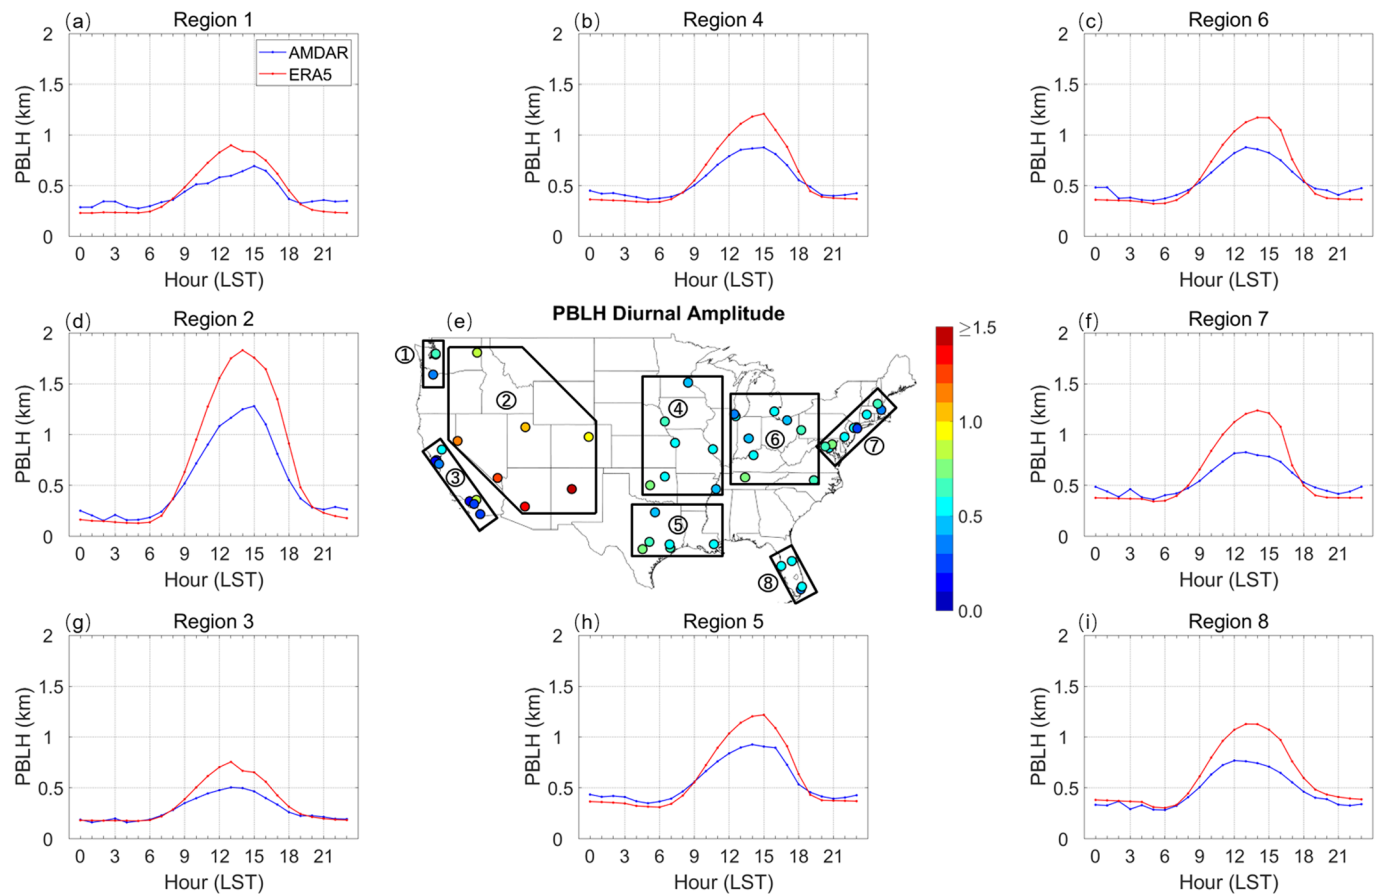 (a) Region 1
2
1.5
1
0.5
0
PBLH (km)
AMDAR
ERA5
0 3 6 9 12 15 18 21
Hour (LST)
(b) Region 4
2
1.5
1
0.5
0
PBLH (km)
0 3 6 9 12 15 18 21
Hour (LST)
(c) Region 6
2
1.5
1
0.5
0
PBLH (km)
0 3 6 9 12 15 18 21
Hour (LST)
(d) Region 2
2
1.5
1
0.5
0
PBLH (km)
0 3 6 9 12 15 18 21
Hour (LST)
(e) PBLH Diurnal Amplitude
①
②
③
④
⑤
⑥
⑦
⑧
≥1.5
1.0
0.5
0.0
(f) Region 7
2
1.5
1
0.5
0
PBLH (km)
0 3 6 9 12 15 18 21
Hour (LST)
(g) Region 3
2
1.5
1
0.5
0
PBLH (km)
0 3 6 9 12 15 18 21
Hour (LST)
(h) Region 5
2
1.5
1
0.5
0
PBLH (km)
0 3 6 9 12 15 18 21
Hour (LST)
(i) Region 8
2
1.5
1
0.5
0
PBLH (km)
0 3 6 9 12 15 18 21
Hour (LST)